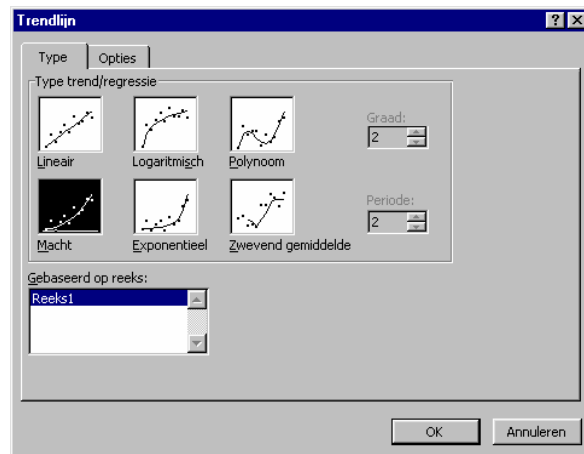 Trendlijn
Type Opties
Type trend/regressie
Lineair Logaritmisch Polynoom
Graad:
2
Macht Exponentieel Zwevend gemiddelde
Periode:
2
Gebaseerd op reeks:
Reeks1
OK Annuleren